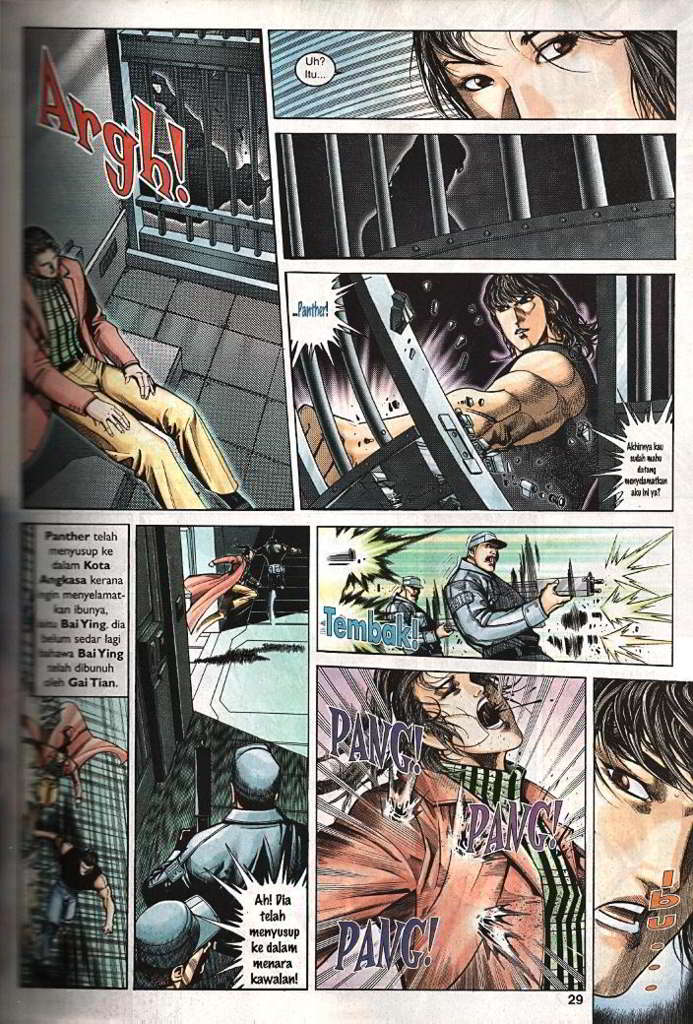 Argh!
Uh?
Itu...
...Panther!
Akhirnya kau
sudah mahu
datang
menyelamatkan
aku ini ya?
Panther telah
menyusup ke
dalam Kota
Angkasa kerana
ingin menyelamat-
kan ibunya,
iaitu Bai Ying. dia
belum sedar lagi
bahawa Bai Ying
telah dibunuh
oleh Gai Tian.
Ah! Dia
telah
menyusup
ke dalam
menara
kawalan!
Tembak!
PANG!
PANG!
PANG!
Ibu...
29